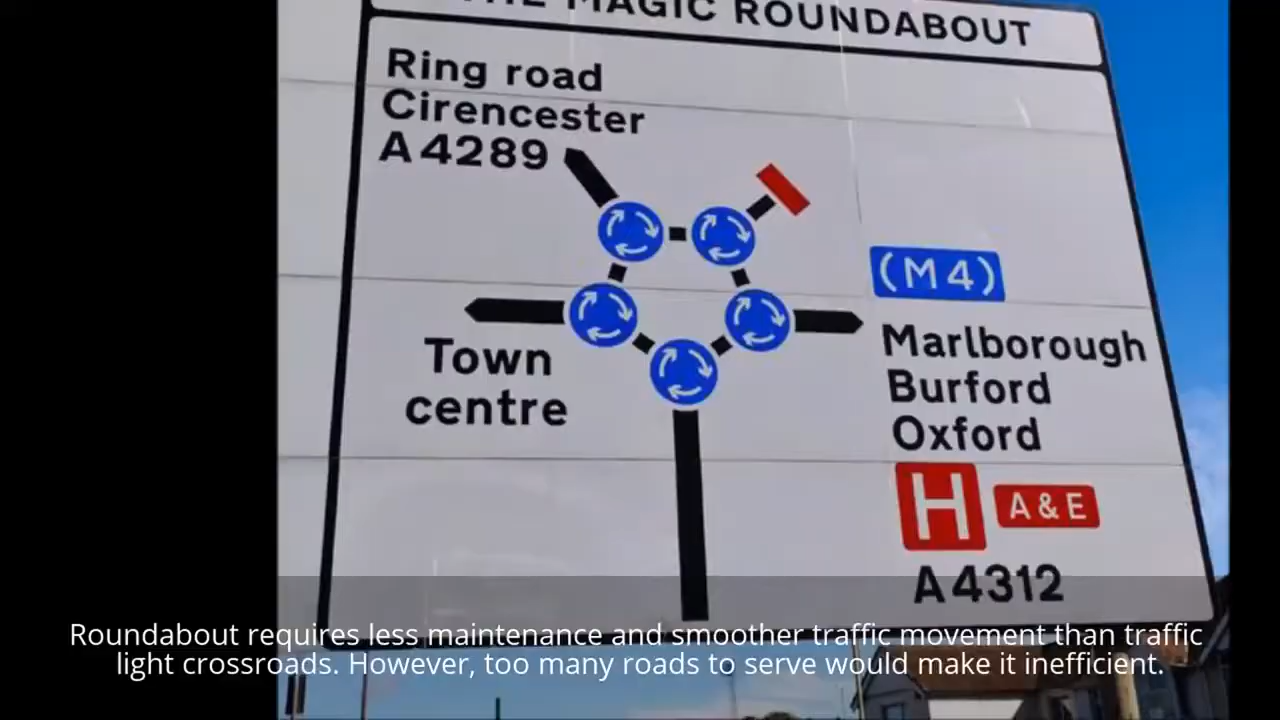 THE MAGIC ROUNDABOUT
Ring road
Cirencester
A4289
(M4)
Marlborough
Burford
Oxford
H A & E
A4312
Town
centre
Roundabout requires less maintenance and smoother traffic movement than traffic
light crossroads. However, too many roads to serve would make it inefficient.